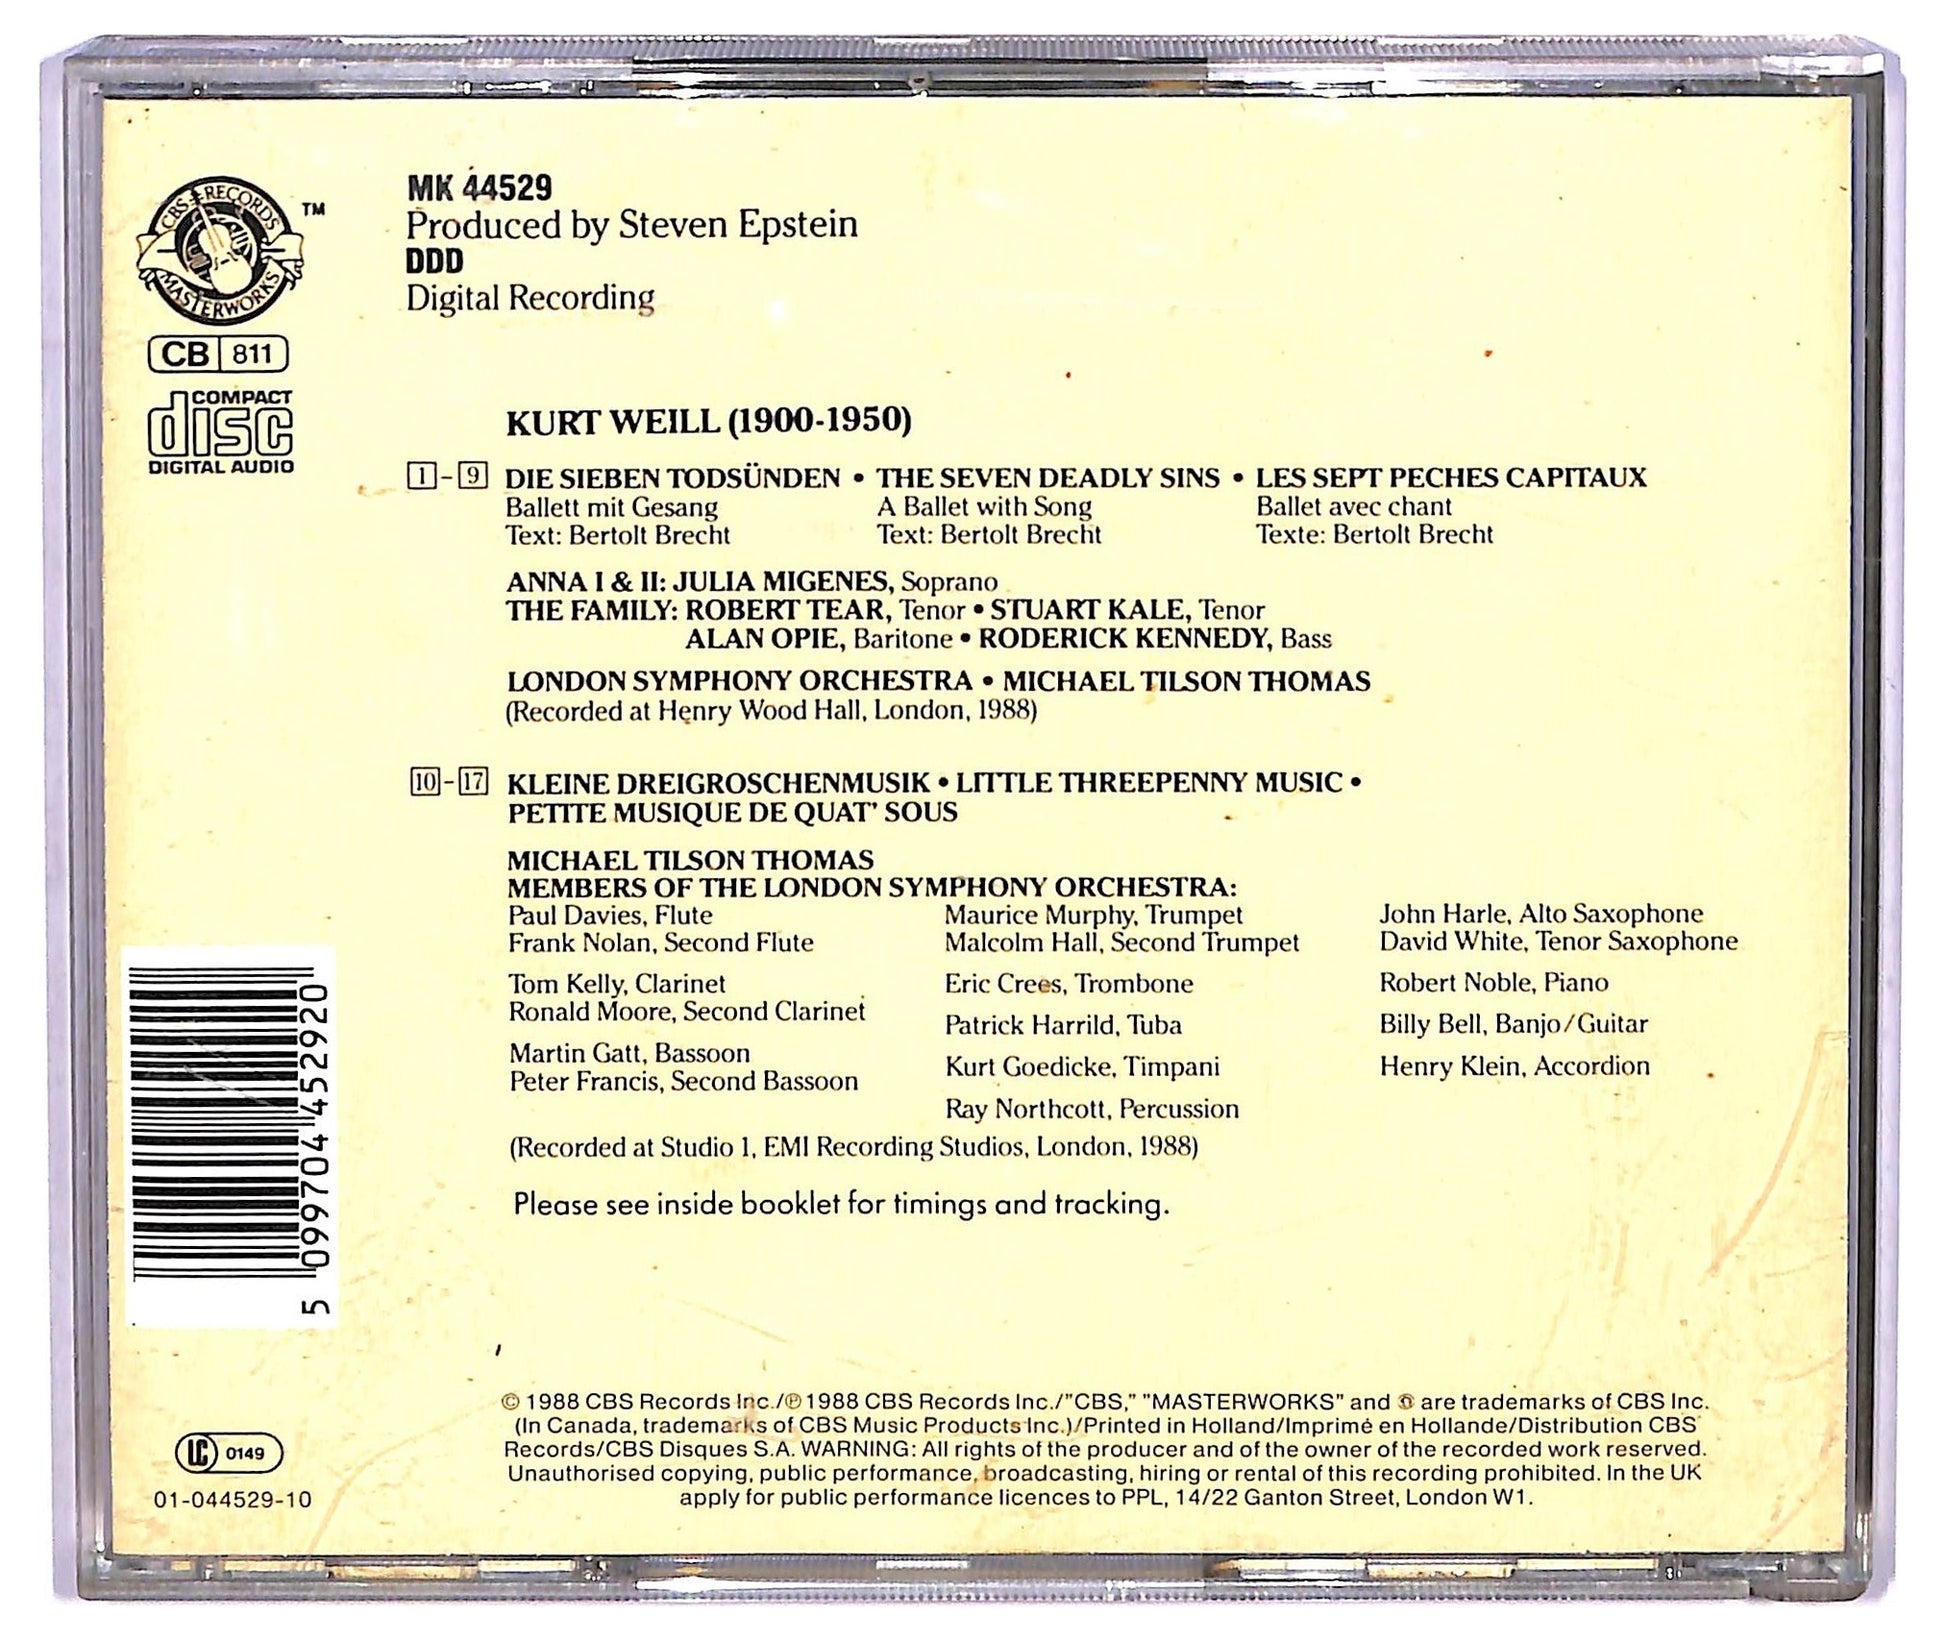 CBS RECORDS
MASTERWORKS
TM
CB 811
COMPACT
disc
DIGITAL AUDIO
MK 44529
Produced by Steven Epstein
DDD
Digital Recording
KURT WEILL (1900-1950)
1-9 DIE SIEBEN TODSÜNDEN • THE SEVEN DEADLY SINS • LES SEPT PECHES CAPITAUX
Ballett mit Gesang A Ballet with Song Ballet avec chant
Text: Bertolt Brecht Text: Bertolt Brecht Texte: Bertolt Brecht
ANNA I & II: JULIA MIGENES, Soprano
THE FAMILY: ROBERT TEAR, Tenor • STUART KALE, Tenor
ALAN OPIE, Baritone • RODERICK KENNEDY, Bass
LONDON SYMPHONY ORCHESTRA • MICHAEL TILSON THOMAS
(Recorded at Henry Wood Hall, London, 1988)
10-17 KLEINE DREIGROSCHENMUSIK • LITTLE THREEPENNY MUSIC •
PETITE MUSIQUE DE QUAT' SOUS
MICHAEL TILSON THOMAS
MEMBERS OF THE LONDON SYMPHONY ORCHESTRA:
Paul Davies, Flute
Frank Nolan, Second Flute
Tom Kelly, Clarinet
Ronald Moore, Second Clarinet
Martin Gatt, Bassoon
Peter Francis, Second Bassoon
Maurice Murphy, Trumpet
Malcolm Hall, Second Trumpet
Eric Crees, Trombone
Patrick Harrild, Tuba
Kurt Goedicke, Timpani
Ray Northcott, Percussion
John Harle, Alto Saxophone
David White, Tenor Saxophone
Robert Noble, Piano
Billy Bell, Banjo/Guitar
Henry Klein, Accordion
(Recorded at Studio 1, EMI Recording Studios, London, 1988)
Please see inside booklet for timings and tracking.
5 099704 452920
© 1988 CBS Records Inc./℗ 1988 CBS Records Inc./"CBS," "MASTERWORKS" and are trademarks of CBS Inc.
(In Canada, trademarks of CBS Music Products Inc.)/Printed in Holland/Imprimé en Hollande/Distribution CBS
Records/CBS Disques S.A. WARNING: All rights of the producer and of the owner of the recorded work reserved.
Unauthorised copying, public performance, broadcasting, hiring or rental of this recording prohibited. In the UK
apply for public performance licences to PPL, 14/22 Ganton Street, London W1.
LC 0149
01-044529-10